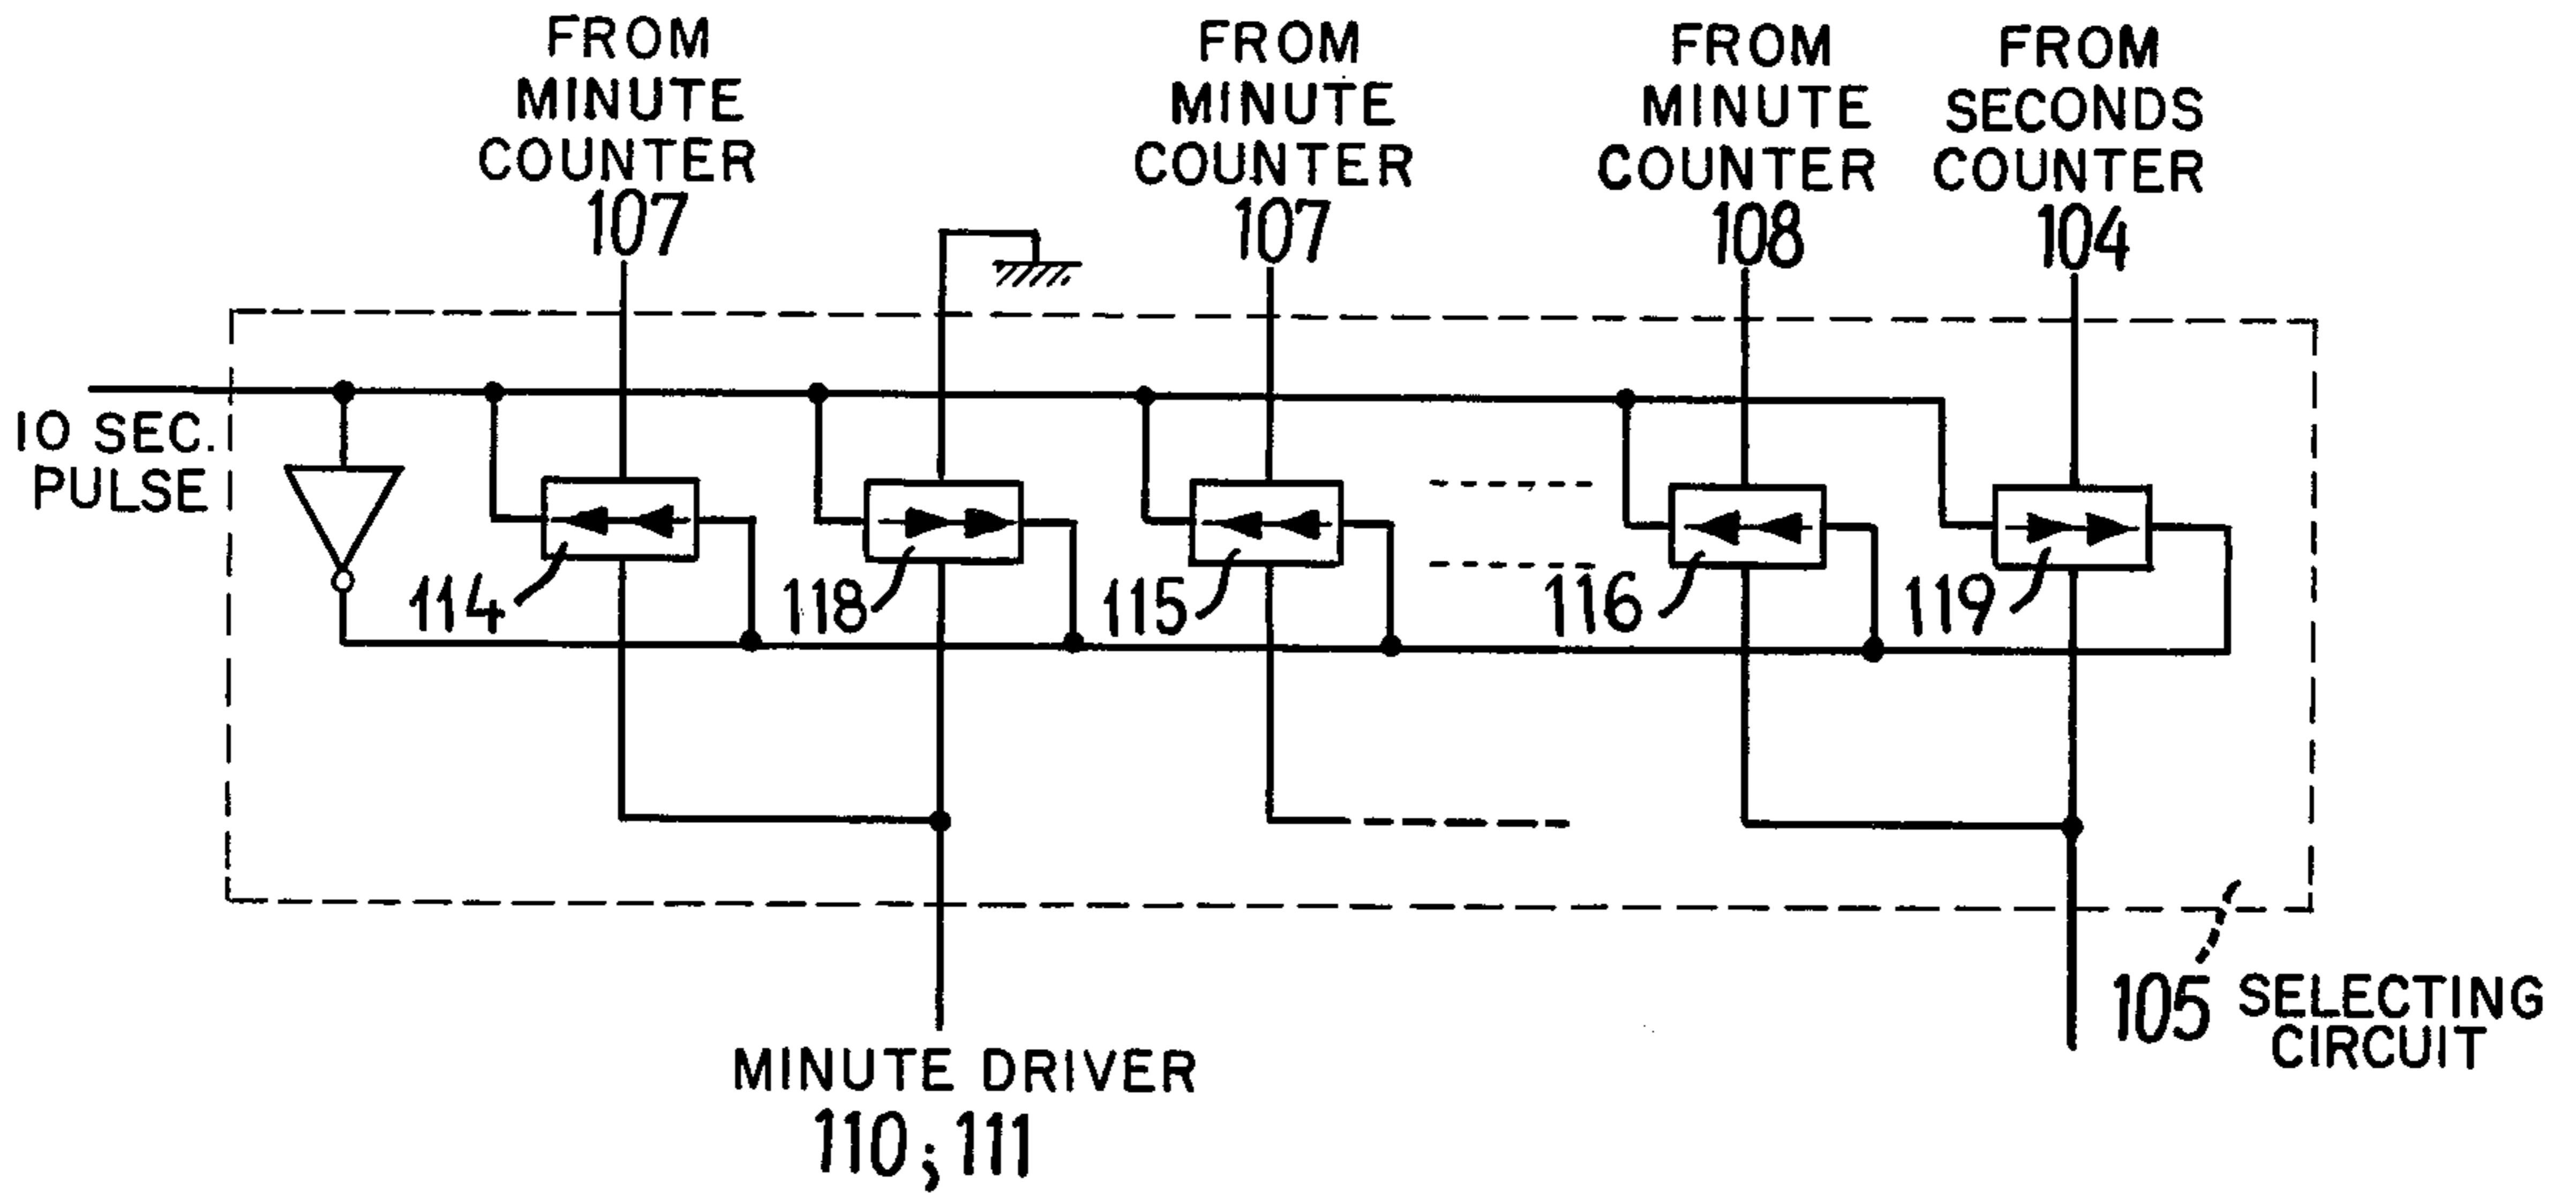 FROM
MINUTE
COUNTER
107
FROM
MINUTE
COUNTER
107
FROM
MINUTE
COUNTER
108
FROM
SECONDS
COUNTER
104
10 SEC.
PULSE
114
118
115
116
119
105 SELECTING
CIRCUIT
MINUTE DRIVER
110; 111